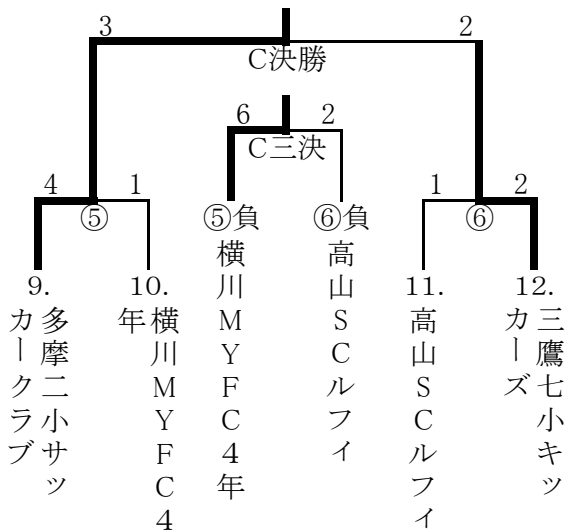 3
2
C決勝
6
2
C三決
4
1
⑤
⑤負
横川MYFC4年
⑥負
高山SCルフィ
1
2
⑥
9.
多摩二小サッ
カークラブ
10.
横川MYFC4
年
11.
高山SCルフィ
12.
三鷹七小キッ
カーズ